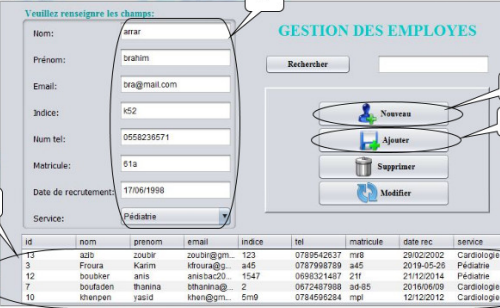 Veuillez renseignre les champs:
GESTION DES EMPLOYES
Nom: arrar
Prénom: brahim
Rechercher
Email: bra@mail.com
Indice: k52
Nouveau
Num tel: 0558236571
Ajouter
Matricule: 61a
Supprimer
Date de recrutement: 17/06/1998
Modifier
Service: Pédiatrie
id nom prenom email indice tel matricule date rec service
13 azib zoubir zoubir@gm... 123 0789542637 mr8 29/02/2002 Cardiologie
3 Froura Karim kfroura@g... a45 0787998789 a45 2019-05-26 Pédiatrie
12 boubker anis anisbac20... 1547 0698321487 21f 21/12/2014 Pédiatrie
7 boufaden thanina bthanina@... 2 0672487988 ad-85 2016/06/09 Cardiologie
10 khenpen yasid khen@gm... 5m9 0784596284 mpl 12/12/2012 Cardiologie